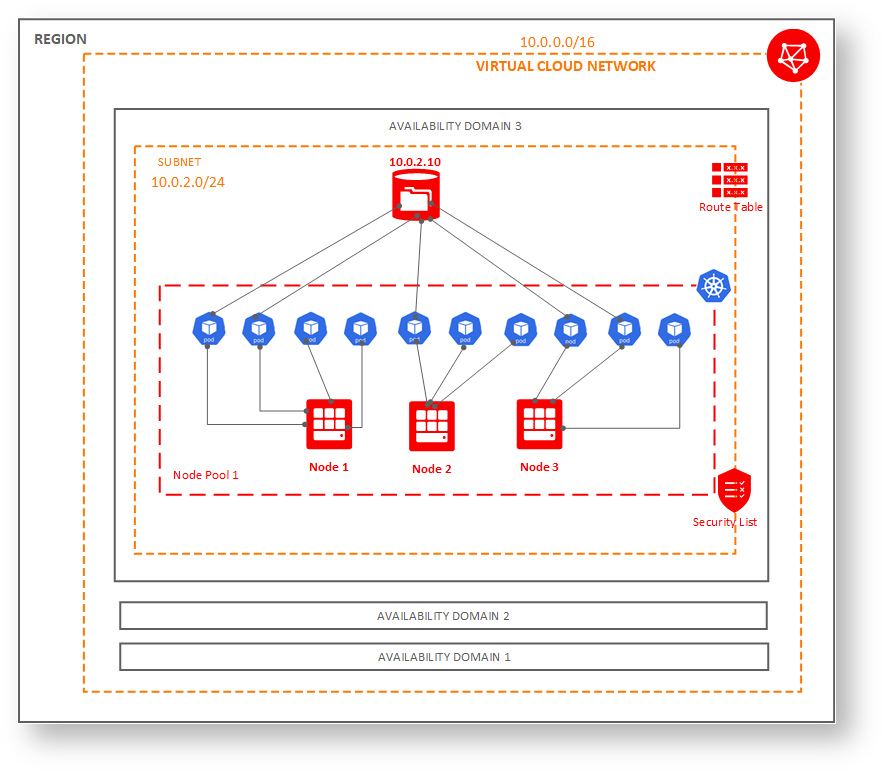 REGION
10.0.0.0/16
VIRTUAL CLOUD NETWORK
AVAILABILITY DOMAIN 3
SUBNET
10.0.2.0/24
10.0.2.10
x.x.x
x.x.x
x.x.x
Route Table
pod
pod
pod
pod
pod
pod
pod
pod
pod
pod
Node 1
Node 2
Node 3
Node Pool 1
Security List
AVAILABILITY DOMAIN 2
AVAILABILITY DOMAIN 1